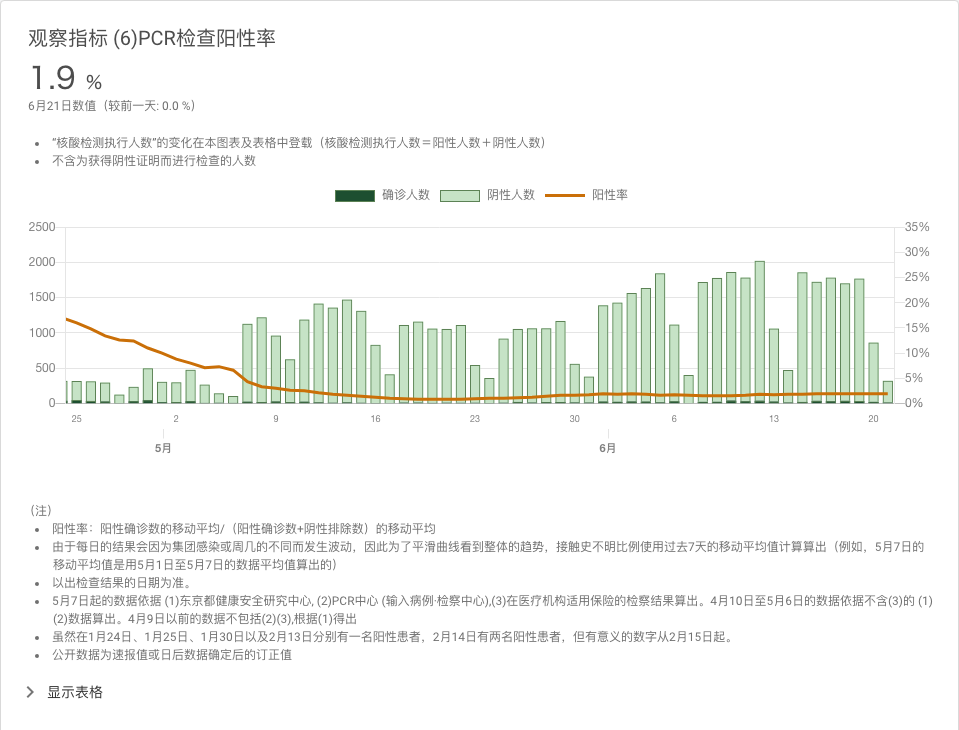 观察指标 (6)PCR检查阳性率
1.9 %
6月21日数值（较前一天: 0.0 %）
“核酸检测执行人数”的变化在本图表及表格中登载（核酸检测执行人数＝阳性人数＋阴性人数）
不含为获得阴性证明而进行检查的人数
确诊人数 阴性人数 阳性率
2500 35%
30%
2000
25%
1500 20%
15%
1000
10%
500
5%
0 0%
25 2 9 16 23 30 6 13 20
5月 6月
（注）
阳性率：阳性确诊数的移动平均/（阳性确诊数+阴性排除数）的移动平均
由于每日的结果会因为集团感染或周几的不同而发生波动，因此为了平滑曲线看到整体的趋势，接触史不明比例使用过去7天的移动平均值计算算出（例如，5月7日的
移动平均值是用5月1日至5月7日的数据平均值算出的）
以出检查结果的日期为准。
5月7日起的数据依据 (1)东京都健康安全研究中心, (2)PCR中心 (输入病例·检察中心),(3)在医疗机构适用保险的检察结果算出。4月10日至5月6日的数据依据不含(3)的 (1)
(2)数据算出。4月9日以前的数据不包括(2)(3),根据(1)得出
虽然在1月24日、1月25日、1月30日以及2月13日分别有一名阳性患者，2月14日有两名阳性患者，但有意义的数字从2月15日起。
公开数据为速报值或日后数据确定后的订正值
显示表格